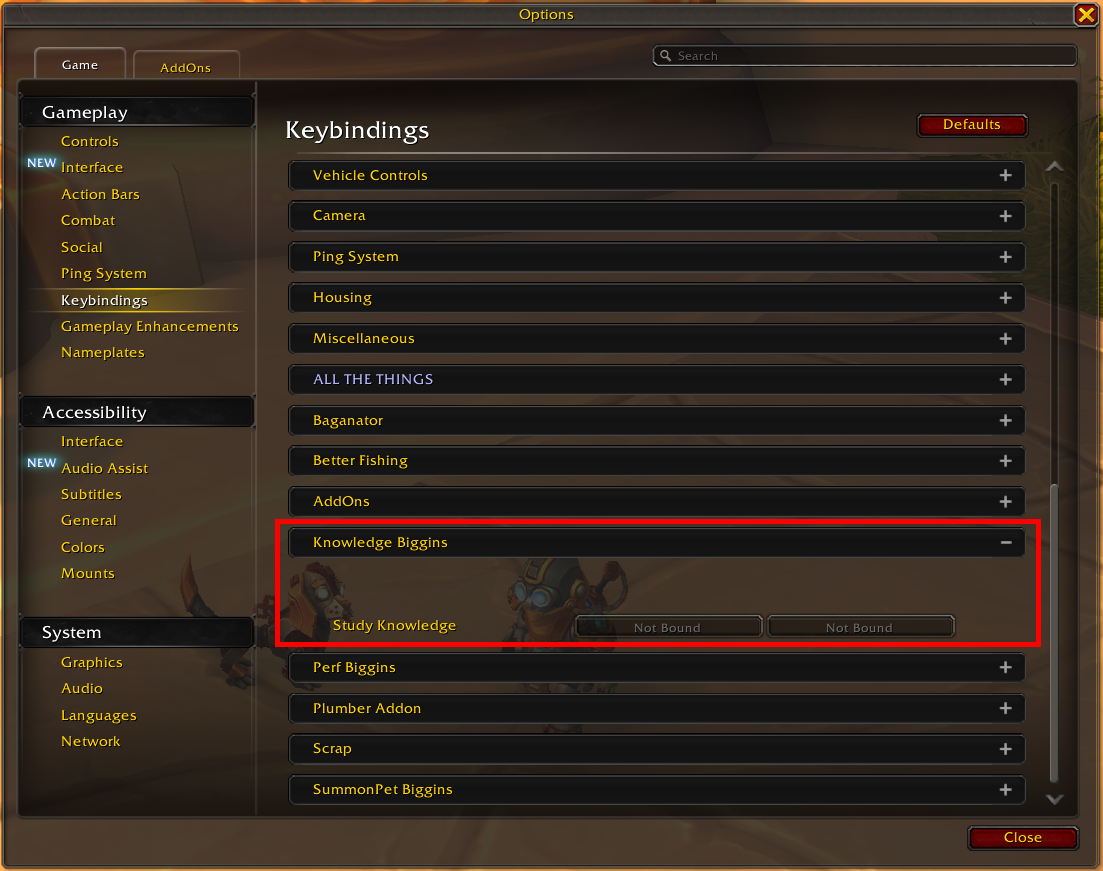 Options
Game
AddOns
Search
Gameplay
Controls
NEW
Interface
Action Bars
Combat
Social
Ping System
Keybindings
Gameplay Enhancements
Nameplates
Accessibility
Interface
NEW
Audio Assist
Subtitles
General
Colors
Mounts
System
Graphics
Audio
Languages
Network
Keybindings
Defaults
Vehicle Controls
Camera
Ping System
Housing
Miscellaneous
ALL THE THINGS
Baganator
Better Fishing
AddOns
Knowledge Biggins
Study Knowledge
Not Bound
Not Bound
Perf Biggins
Plumber Addon
Scrap
SummonPet Biggins
Close